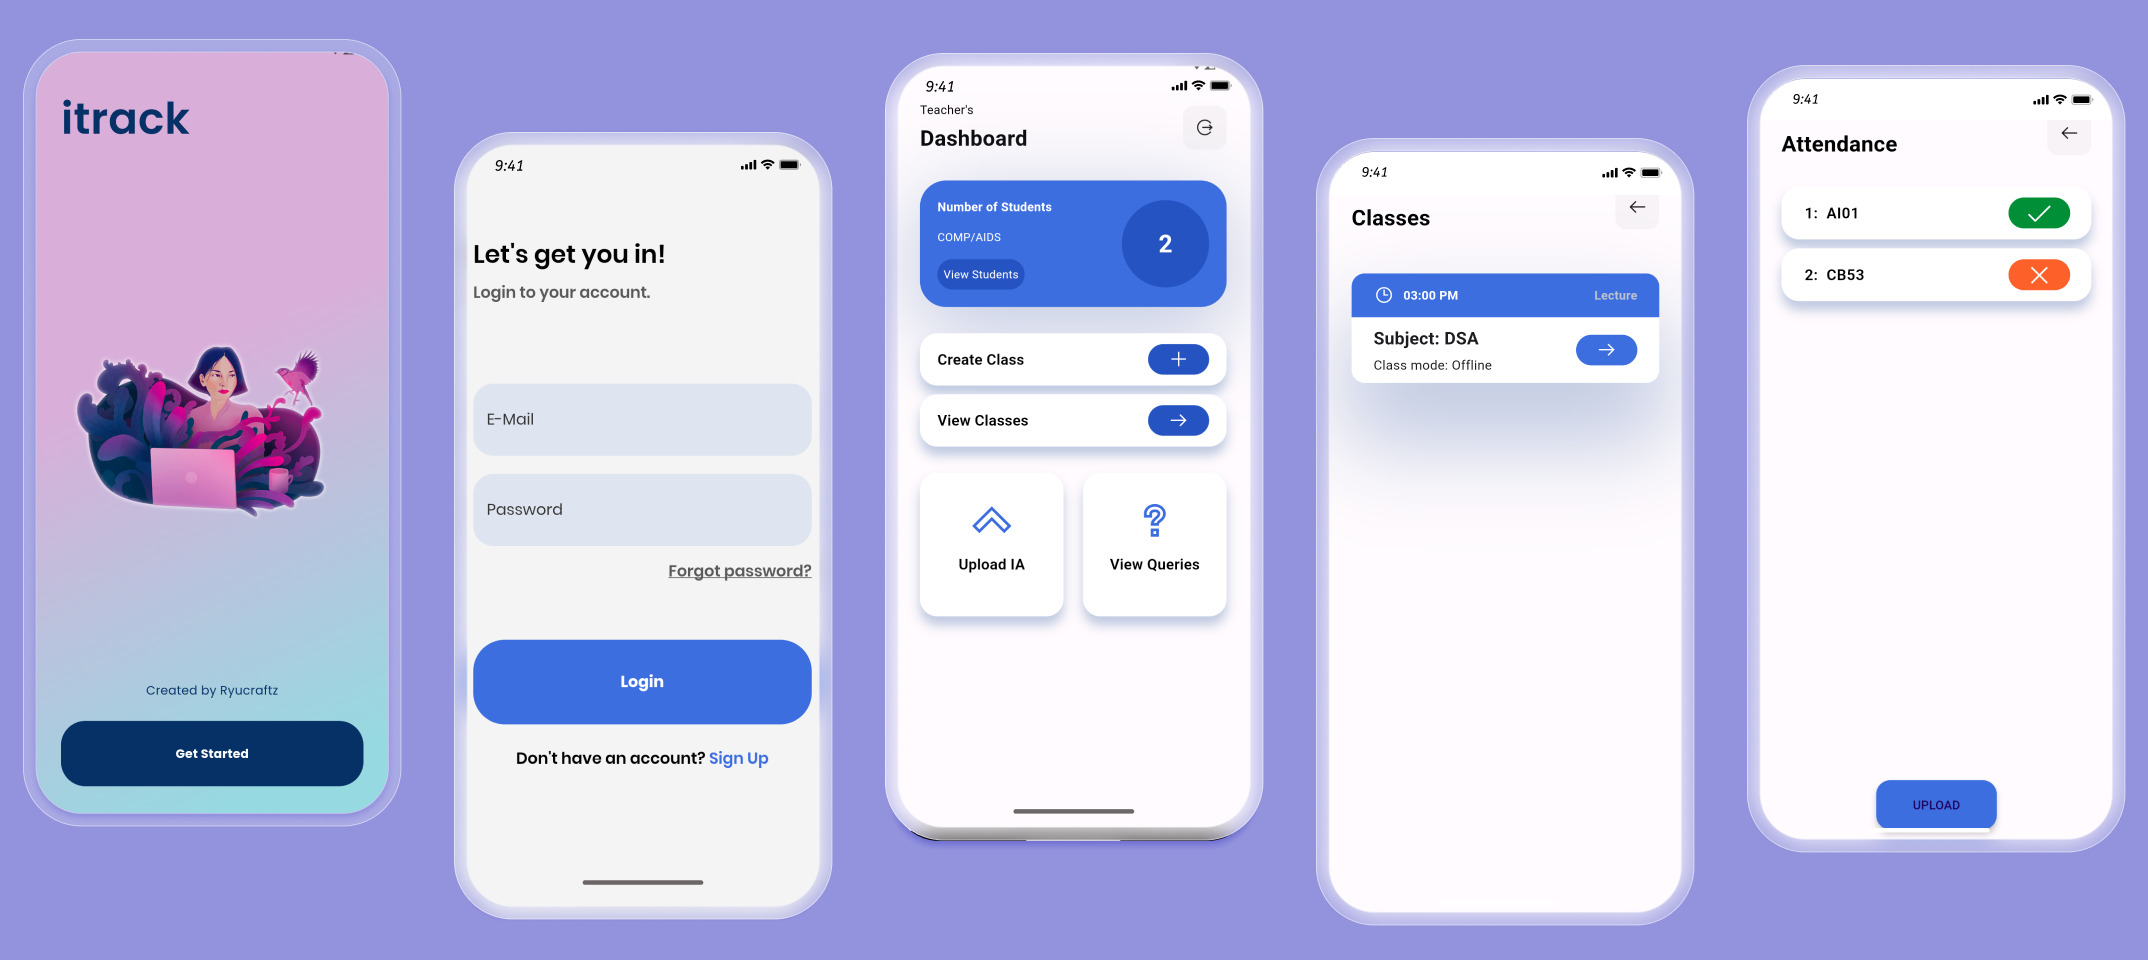 itrack
Created by Ryucraftz
Get Started
9:41
Let's get you in!
Login to your account.
E-Mail
Password
Forgot password?
Login
Don't have an account? Sign Up
9:41
Teacher's
Dashboard
Number of Students
COMP/AIDS
View Students
2
Create Class
View Classes
Upload IA
View Queries
9:41
Classes
03:00 PM Lecture
Subject: DSA
Class mode: Offline
9:41
Attendance
1: AI01
2: CB53
UPLOAD